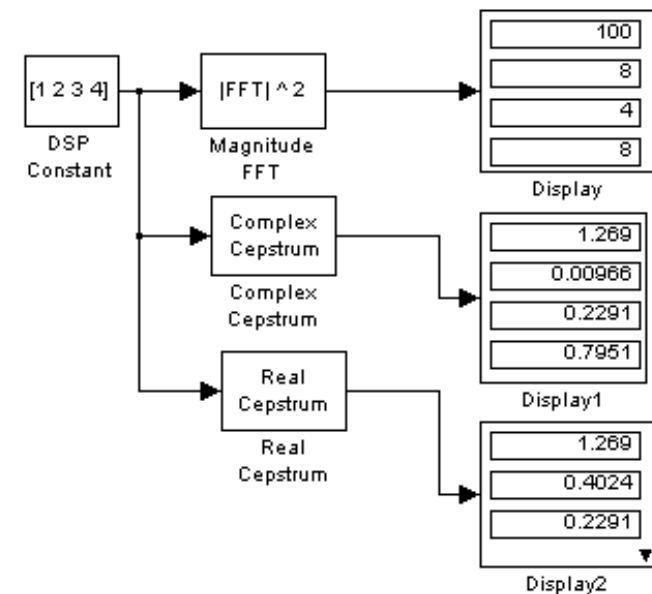 [1 2 3 4]
DSP
Constant
|FFT| ^ 2
Magnitude
FFT
100
8
4
8
Display
Complex
Cepstrum
Complex
Cepstrum
1.269
0.00966
0.2291
0.7951
Display1
Real
Cepstrum
Real
Cepstrum
1.269
0.4024
0.2291
Display2